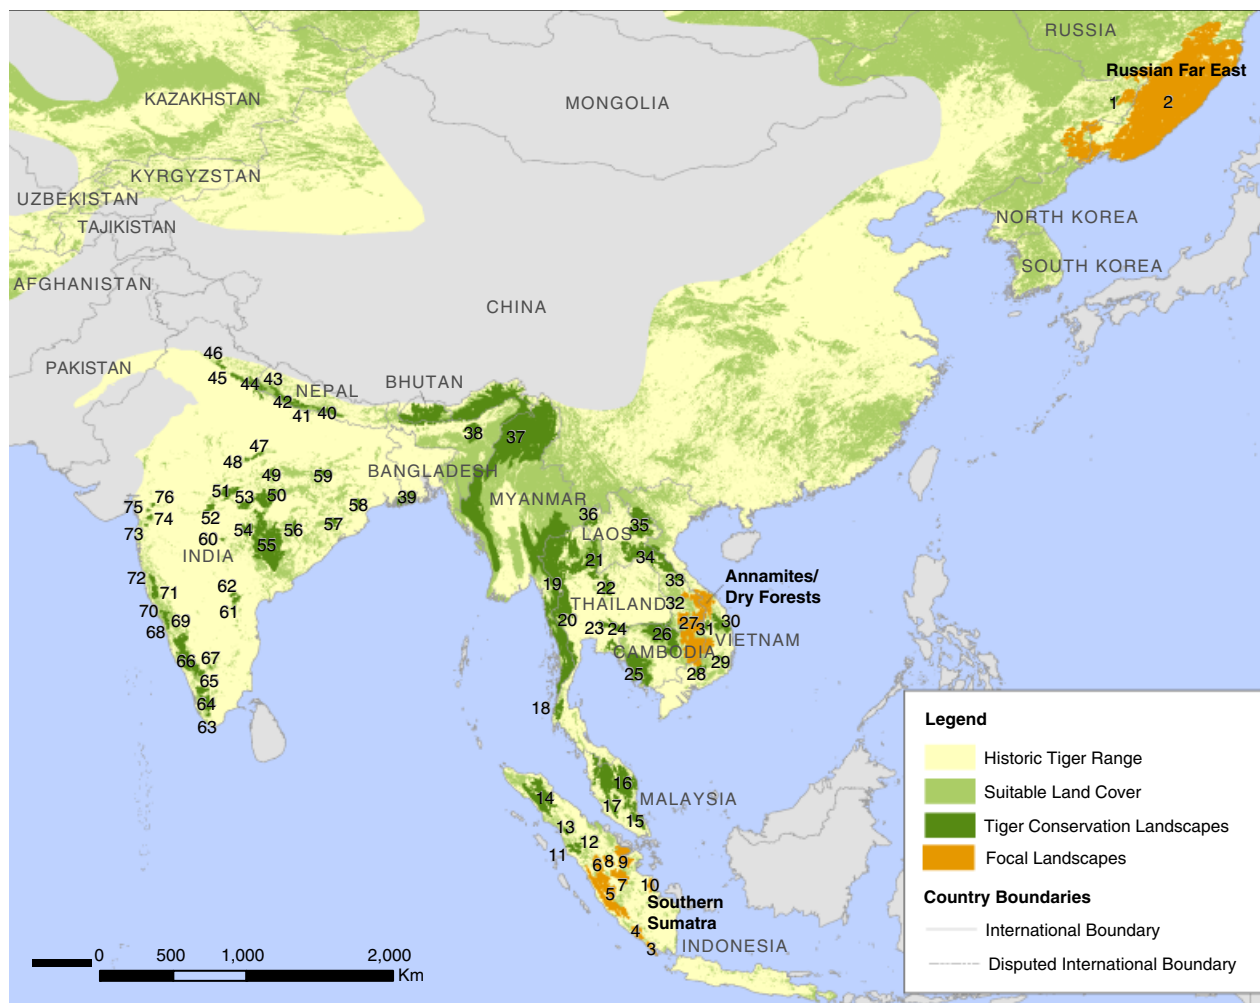 RUSSIA
Russian Far East
1
2
KAZAKHSTAN
MONGOLIA
KYRGYZSTAN
UZBEKISTAN
TAJIKISTAN
NORTH KOREA
SOUTH KOREA
AFGHANISTAN
CHINA
PAKISTAN
46
45
44
43
NEPAL
BHUTAN
42
41
40
38
37
47
48
49
59
BANGLADESH
51
53
50
39
MYANMAR
75
76
58
74
52
57
36
35
73
60
54
56
55
LAOS
INDIA
21
34
72
71
62
19
22
33
Annamites/
Dry Forests
70
69
61
THAILAND
32
68
20
23
24
26
27
31
30
VIETNAM
66
67
CAMBODIA
65
25
28
29
64
18
63
Legend
Historic Tiger Range
Suitable Land Cover
Tiger Conservation Landscapes
Focal Landscapes
Country Boundaries
International Boundary
Disputed International Boundary
14
16
17
15
MALAYSIA
13
12
11
6
8
9
5
7
10
Southern
Sumatra
4
3
INDONESIA
0
500
1,000
2,000
Km